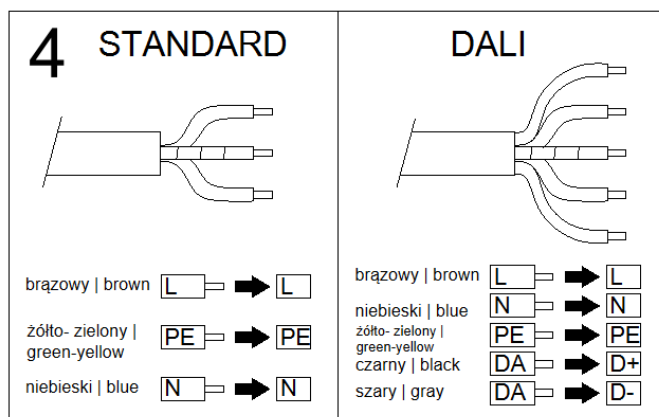 4 STANDARD
brązowy | brown L L
żółto- zielony |
green-yellow PE PE
niebieski | blue N N
DALI
brązowy | brown L L
niebieski | blue N N
żółto- zielony |
green-yellow PE PE
czarny | black DA D+
szary | gray DA D-